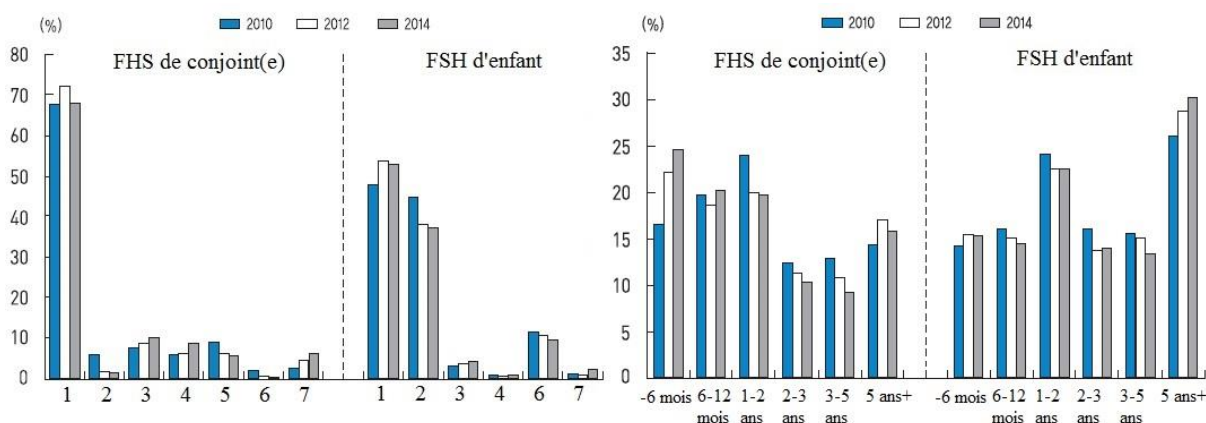 (%) 2010 2012 2014
FHS de conjoint(e) FSH d'enfant
80
70
60
50
40
30
20
10
0
1 2 3 4 5 6 7 1 2 3 4 6 7
(%) 2010 2012 2014
FHS de conjoint(e) FSH d'enfant
35
30
25
20
15
10
5
0
-6 mois 6-12 1-2 2-3 3-5 5 ans+ -6 mois 6-12 1-2 2-3 3-5 5 ans+
mois ans ans ans mois ans ans ans